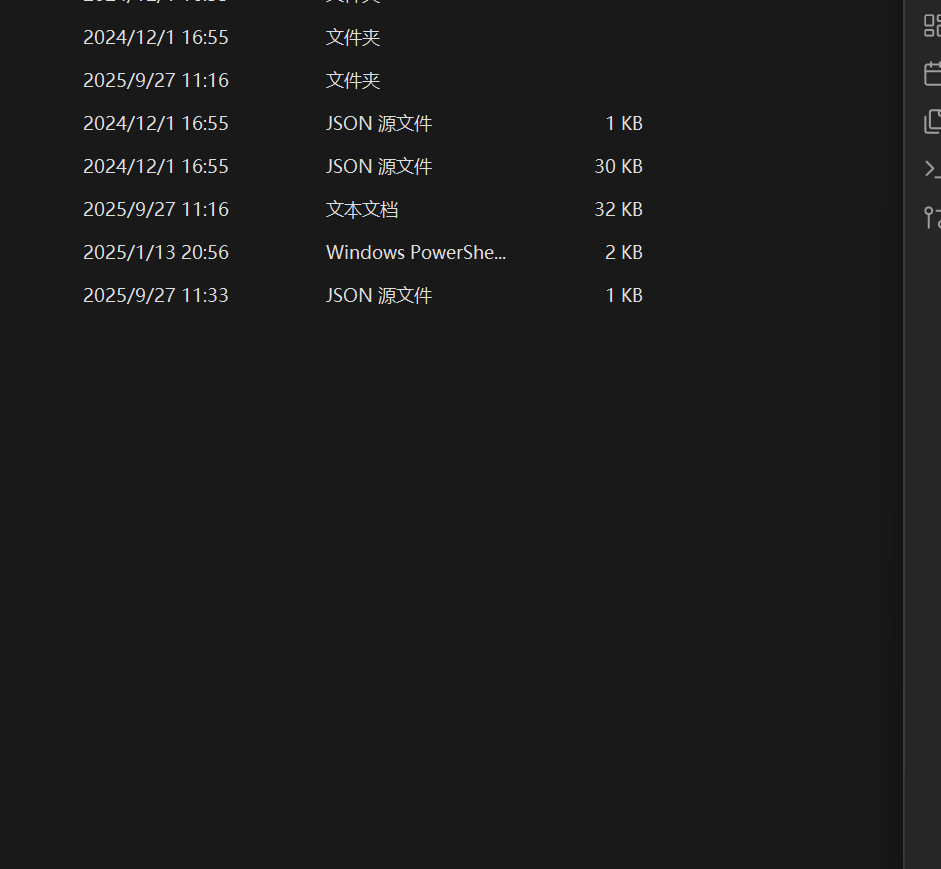 2024/12/1 16:55 文件夹
2025/9/27 11:16 文件夹
2024/12/1 16:55 JSON 源文件 1 KB
2024/12/1 16:55 JSON 源文件 30 KB
2025/9/27 11:16 文本文档 32 KB
2025/1/13 20:56 Windows PowerShe... 2 KB
2025/9/27 11:33 JSON 源文件 1 KB